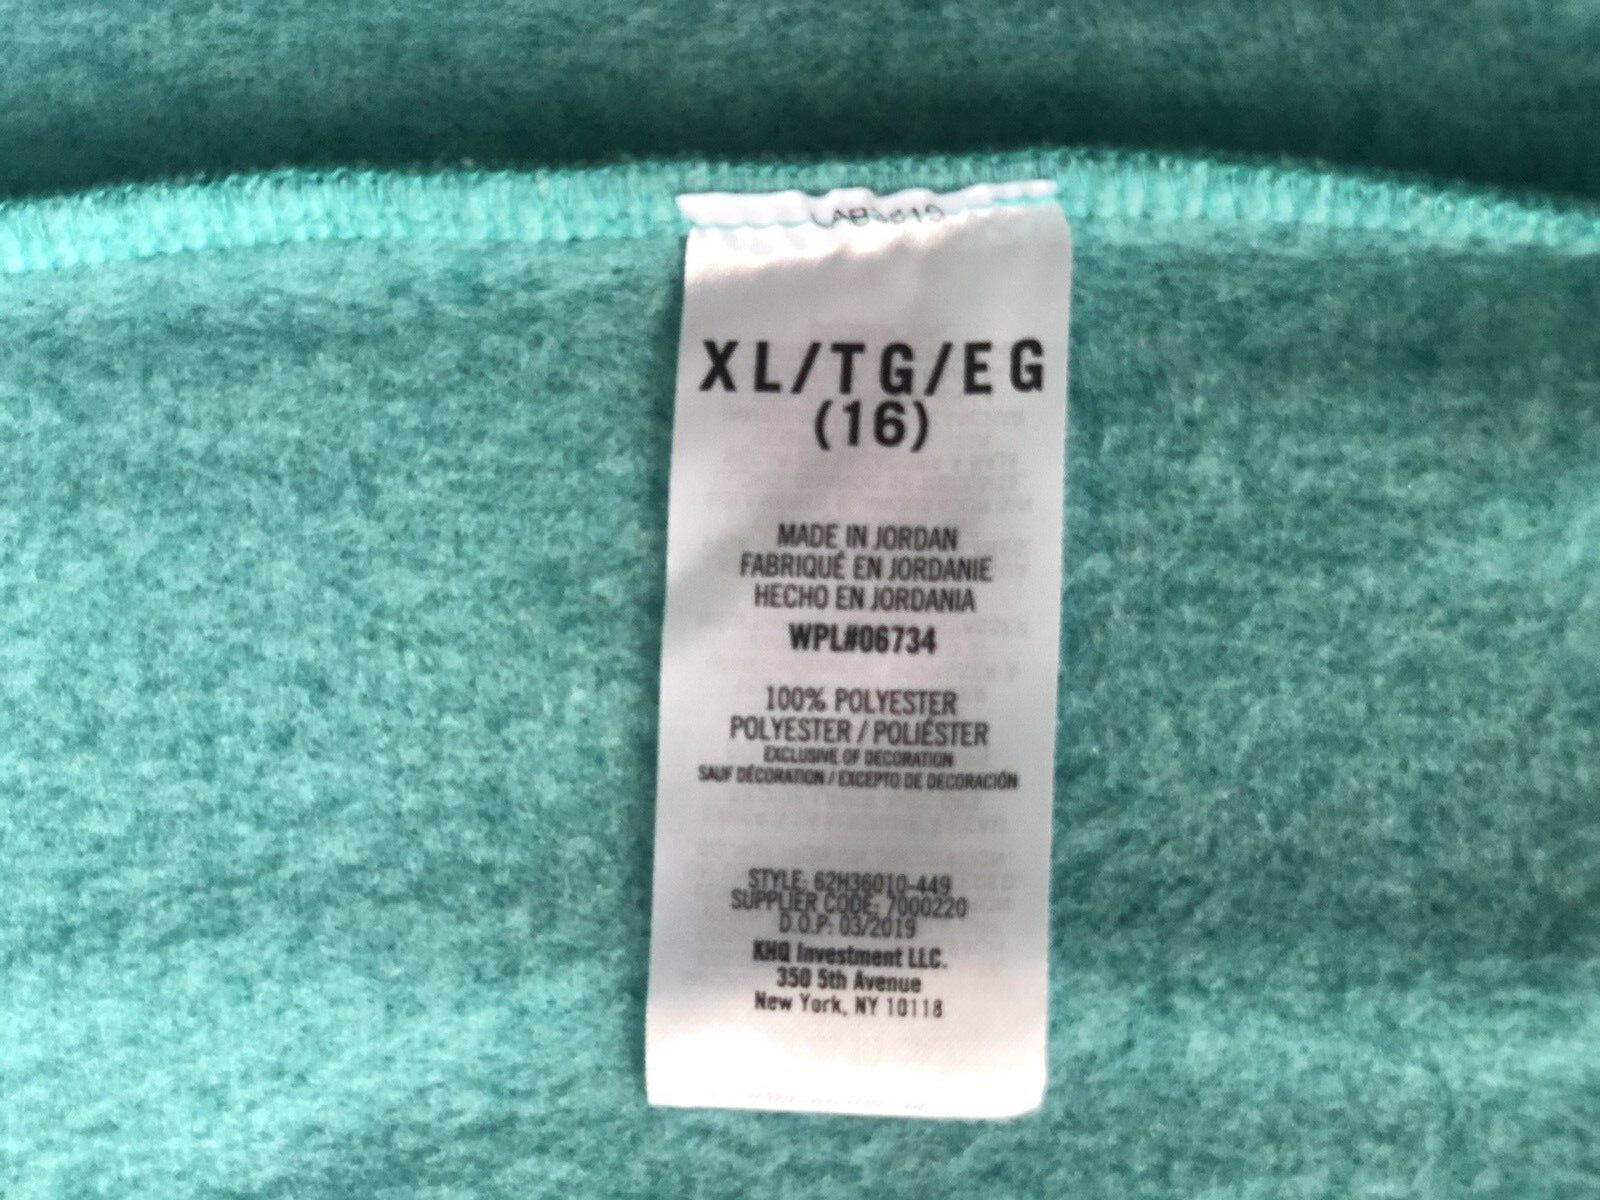 XL/TG/EG
(16)
MADE IN JORDAN
FABRIQUÉ EN JORDANIE
HECHO EN JORDANIA
WPL#06734
100% POLYESTER
POLYESTER / POLIÉSTER
EXCLUSIVE OF DECORATION
SAUF DÉCORATION / EXCEPTO DE DECORACIÓN
STYLE: 62H36010-449
SUPPLIER CODE: 7000220
D.O.P: 03/2019
KHQ Investment LLC.
350 5th Avenue
New York, NY 10118